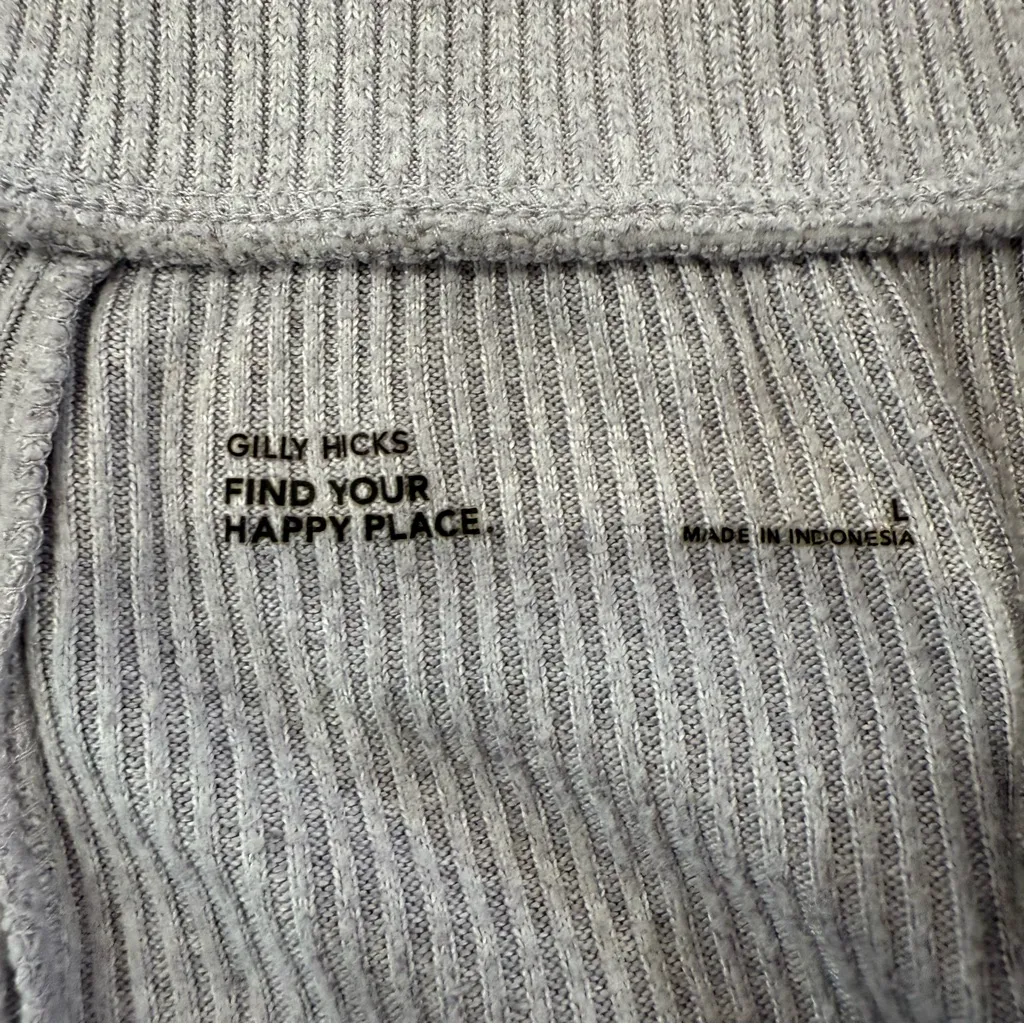 GILLY HICKS
FIND YOUR
HAPPY PLACE.
L
MADE IN INDONESIA